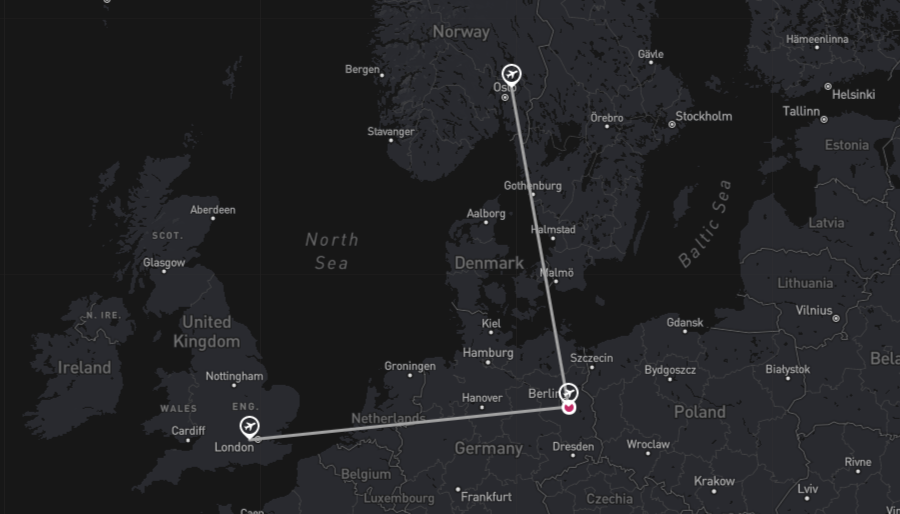 Norway
Hämeenlinna
Gävle
Bergen
Oslo
Helsinki
Tallinn
Stockholm
Örebro
Stavanger
Estonia
Gothenburg
Aberdeen
Aalborg
Baltic Sea
Latvia
SCOT.
Halmstad
North
Sea
Glasgow
Denmark
Malmö
Lithuania
N. IRE.
Vilnius
United
Kingdom
Kiel
Gdansk
Hamburg
Szczecin
Ireland
Groningen
Bydgoszcz
Białystok
Bela
Nottingham
Berlin
Hanover
WALES
ENG.
Netherlands
Poland
Cardiff
London
Germany
Dresden
Wroclaw
Rivne
Belgium
Krakow
Lviv
Luxembourg
Frankfurt
Czechia